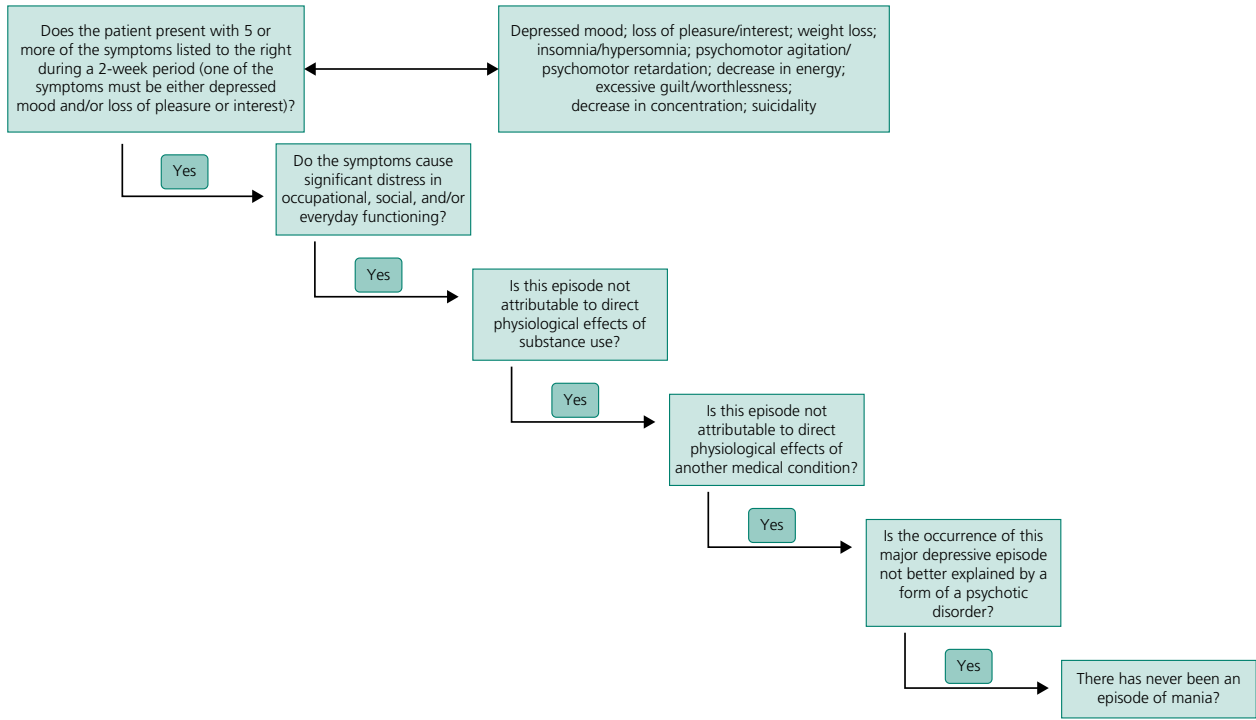 Does the patient present with 5 or
more of the symptoms listed to the right
during a 2-week period (one of the
symptoms must be either depressed
mood and/or loss of pleasure or interest)?
Depressed mood; loss of pleasure/interest; weight loss;
insomnia/hypersomnia; psychomotor agitation/
psychomotor retardation; decrease in energy;
excessive guilt/worthlessness;
decrease in concentration; suicidality
Yes
Do the symptoms cause
significant distress in
occupational, social, and/or
everyday functioning?
Yes
Is this episode not
attributable to direct
physiological effects of
substance use?
Yes
Is this episode not
attributable to direct
physiological effects of
another medical condition?
Yes
Is the occurrence of this
major depressive episode
not better explained by a
form of a psychotic
disorder?
Yes
There has never been an
episode of mania?